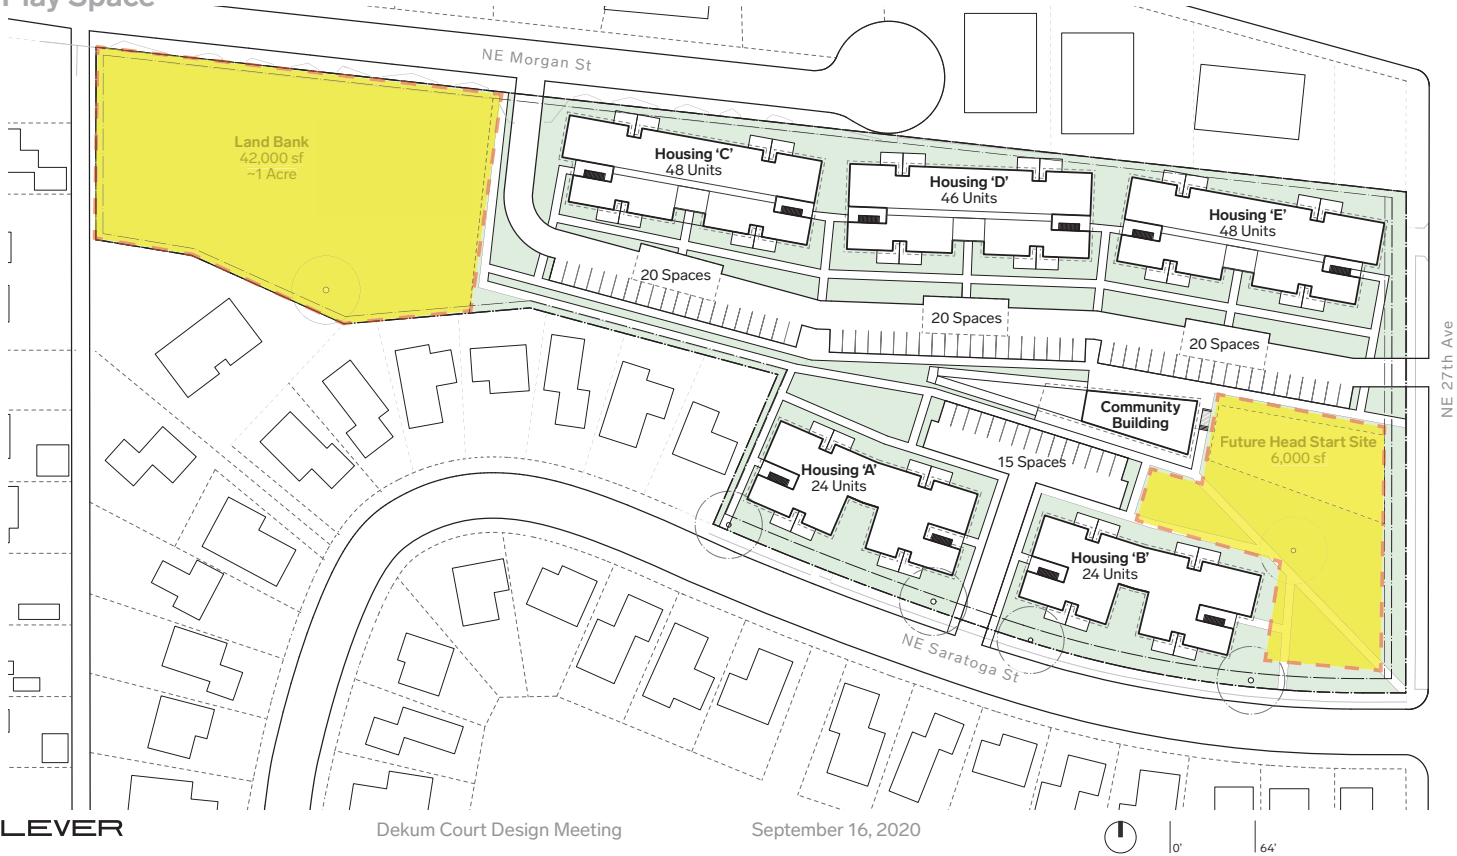 Play Space
NE Morgan St
Land Bank
42,000 sf
~1 Acre
Housing ‘C’
48 Units
Housing ‘D’
46 Units
Housing ‘E’
48 Units
20 Spaces
20 Spaces
20 Spaces
NE 27th Ave
Community
Building
Future Head Start Site
6,000 sf
15 Spaces
Housing ‘A’
24 Units
Housing ‘B’
24 Units
NE Saratoga St
LEVER
Dekum Court Design Meeting
September 16, 2020
0'
64'